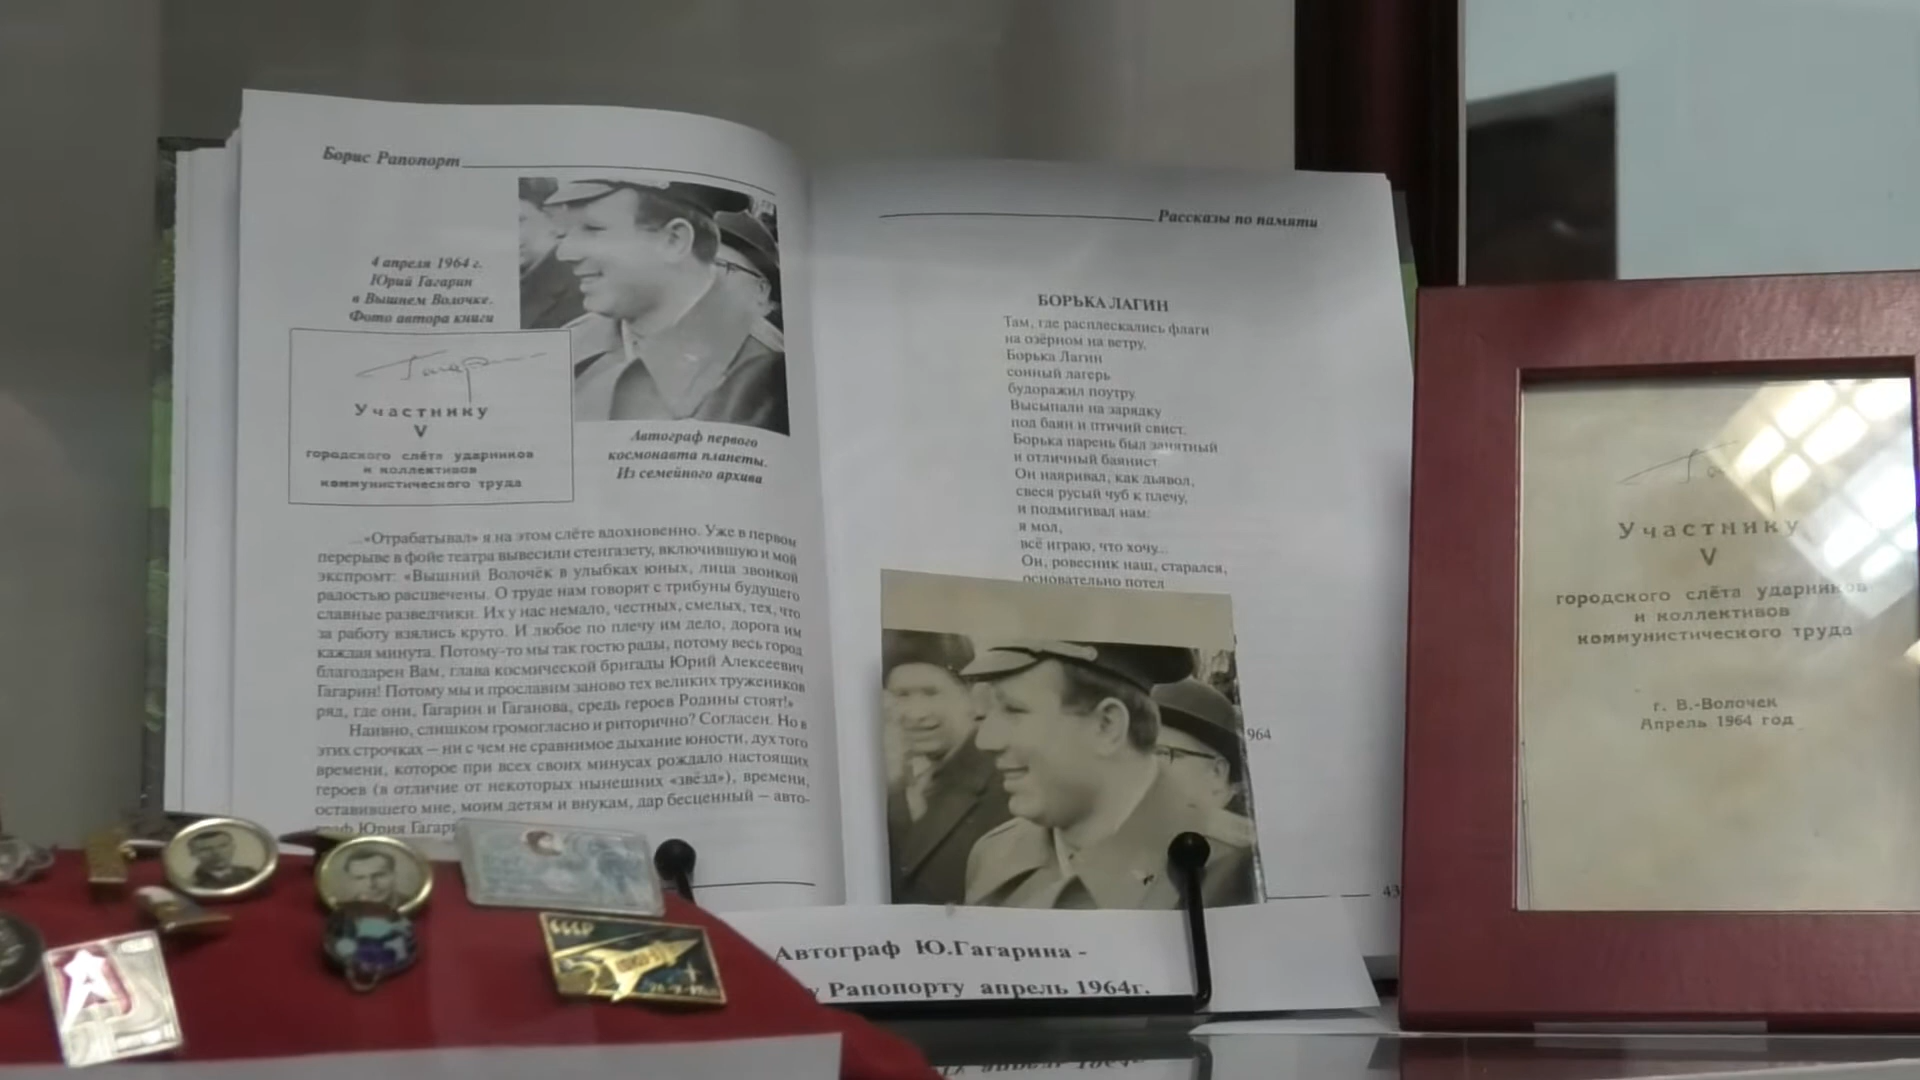 Борис Рапопорт
4 апреля 1964 г.
Юрий Гагарин
в Вышнем Волочке.
Фото автора книги
Гагарин
Участнику
V
городского слёта ударников
и коллективов
коммунистического труда
Автограф первого
космонавта планеты.
Из семейного архива
...«Отрабатывал» я на этом слёте вдохновенно. Уже в первом
перерыве в фойе театра вывесили стенгазету, включившую и мой
экспромт: «Вышний Волочёк в улыбках юных, лица звонкой
радостью расцвечены. О труде нам говорят с трибуны будущего
славные разведчики. Их у нас немало, честных, смелых, тех, что
за работу взялись круто. И любое по плечу им дело, дорога им
каждая минута. Потому-то мы так гостю рады, потому весь город
благодарен Вам, глава космической бригады Юрий Алексеевич
Гагарин! Потому мы и прославим заново тех великих тружеников
ряд, где они, Гагарин и Гаганова, средь героев Родины стоят!»
Наивно, слишком громогласно и риторично? Согласен. Но в
этих строчках – ни с чем не сравнимое дыхание юности, дух того
времени, которое при всех своих минусах рождало настоящих
героев (в отличие от некоторых нынешних «звёзд»), времени,
оставившего мне, моим детям и внукам, дар бесценный – авто-
граф Юрия
Рассказы по памяти
БОРЬКА ЛАГИН
Там, где расплескались флаги
на озёрном на ветру,
Борька Лагин
сонный лагерь
будоражил поутру.
Высыпали на зарядку
под баян и птичий свист.
Борька парень был занятный
и отличный баянист.
Он наяривал, как дьявол,
свеся русый чуб к плечу,
и подмигивал нам:
я мол,
всё играю, что хочу...
Он, ровесник наш, старался,
основательно потел
964
43
Автограф Ю.Гагарина -
Рапопорту апрель 1964г.
Участнику
V
городского слёта ударников
и коллективов
коммунистического труда
г. В.-Волочек
Апрель 1964 год
СССР
А